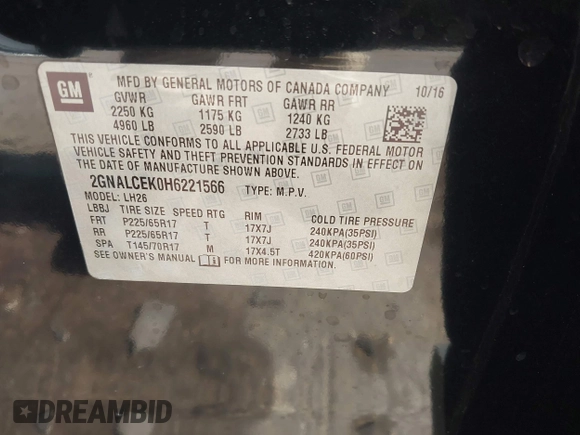 GM
MFD BY GENERAL MOTORS OF CANADA COMPANY 10/16
GVWR GAWR FRT GAWR RR
2250 KG 1175 KG 1240 KG
4960 LB 2590 LB 2733 LB
THIS VEHICLE CONFORMS TO ALL APPLICABLE U.S. FEDERAL MOTOR
VEHICLE SAFETY AND THEFT PREVENTION STANDARDS IN EFFECT ON
THE DATE OF MANUFACTURE SHOWN ABOVE.
2GNALCEK0H6221566 TYPE: M.P.V.
MODEL: LH26
LBBJ TIRE SIZE SPEED RTG RIM COLD TIRE PRESSURE
FRT P225/65R17 T 17X7J 240KPA(35PSI)
RR P225/65R17 T 17X7J 240KPA(35PSI)
SPA T145/70R17 M 17X4.5T 420KPA(60PSI)
SEE OWNER'S MANUAL FOR MORE INFORMATION.
DREAMBID